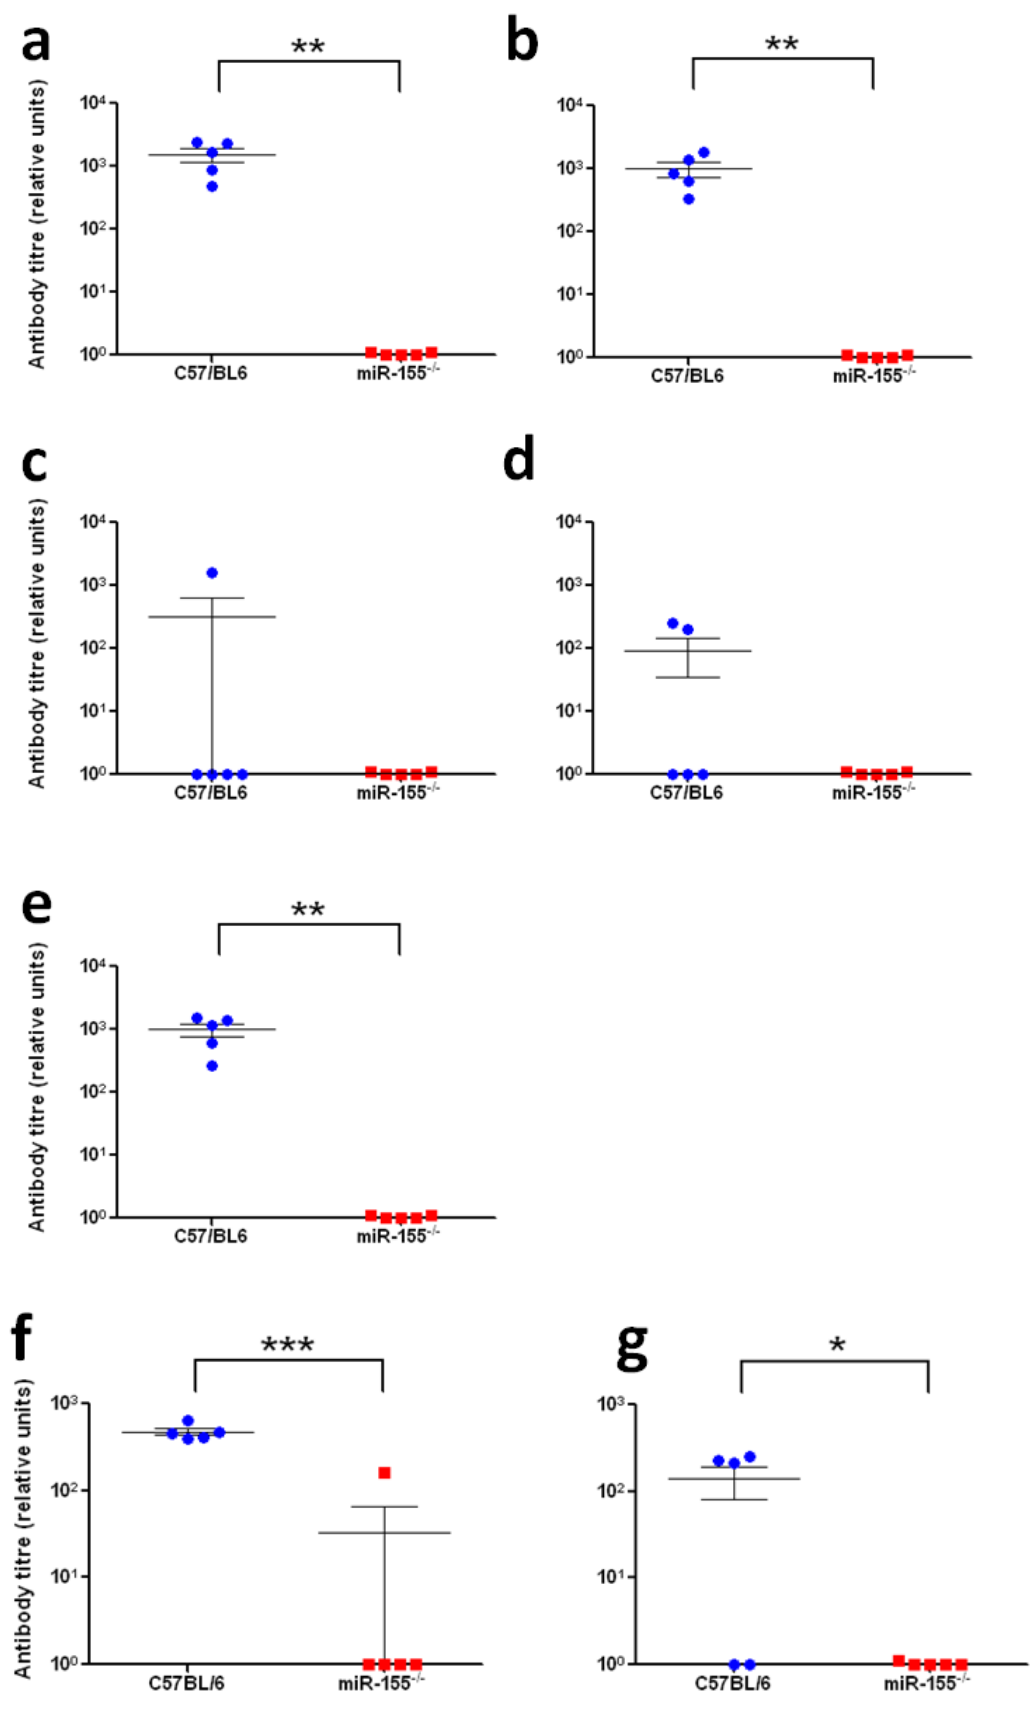 a
**
Antibody titre (relative units)
10⁴
10³
10²
10¹
10⁰
C57/BL6 miR-155⁻/⁻
b
**
10⁴
10³
10²
10¹
10⁰
C57/BL6 miR-155⁻/⁻
c
Antibody titre (relative units)
10⁴
10³
10²
10¹
10⁰
C57/BL6 miR-155⁻/⁻
d
10⁴
10³
10²
10¹
10⁰
C57/BL6 miR-155⁻/⁻
e
**
Antibody titre (relative units)
10⁴
10³
10²
10¹
10⁰
C57/BL6 miR-155⁻/⁻
f
***
Antibody titre (relative units)
10³
10²
10¹
10⁰
C57BL/6 miR-155⁻/⁻
g
*
10³
10²
10¹
10⁰
C57BL/6 miR-155⁻/⁻